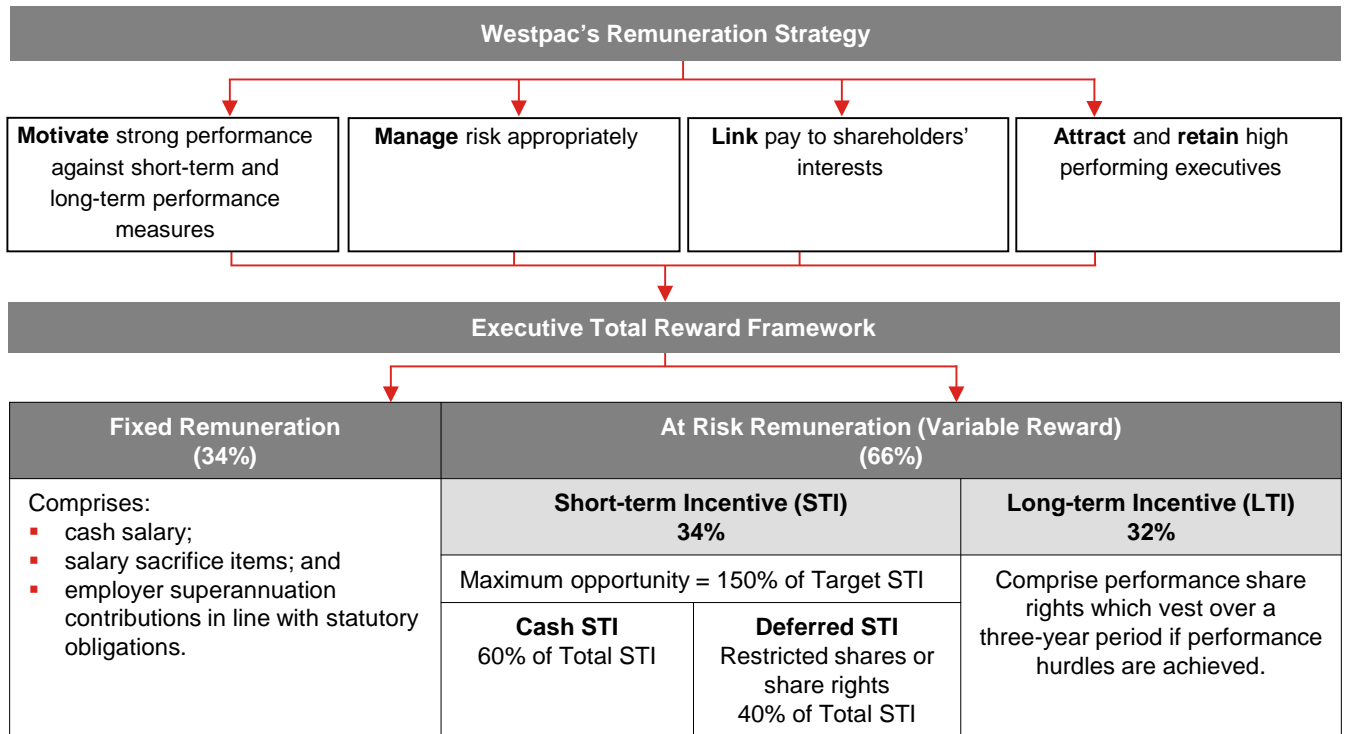 Westpac's Remuneration Strategy
Motivate strong performance
against short-term and
long-term performance
measures
Manage risk appropriately
Link pay to shareholders'
interests
Attract and retain high
performing executives
Executive Total Reward Framework
Fixed Remuneration
(34%)
At Risk Remuneration (Variable Reward)
(66%)
Comprises:
▪ cash salary;
▪ salary sacrifice items; and
▪ employer superannuation
contributions in line with statutory
obligations.
Short-term Incentive (STI)
34%
Maximum opportunity = 150% of Target STI
Cash STI
60% of Total STI
Deferred STI
Restricted shares or
share rights
40% of Total STI
Long-term Incentive (LTI)
32%
Comprise performance share
rights which vest over a
three-year period if performance
hurdles are achieved.